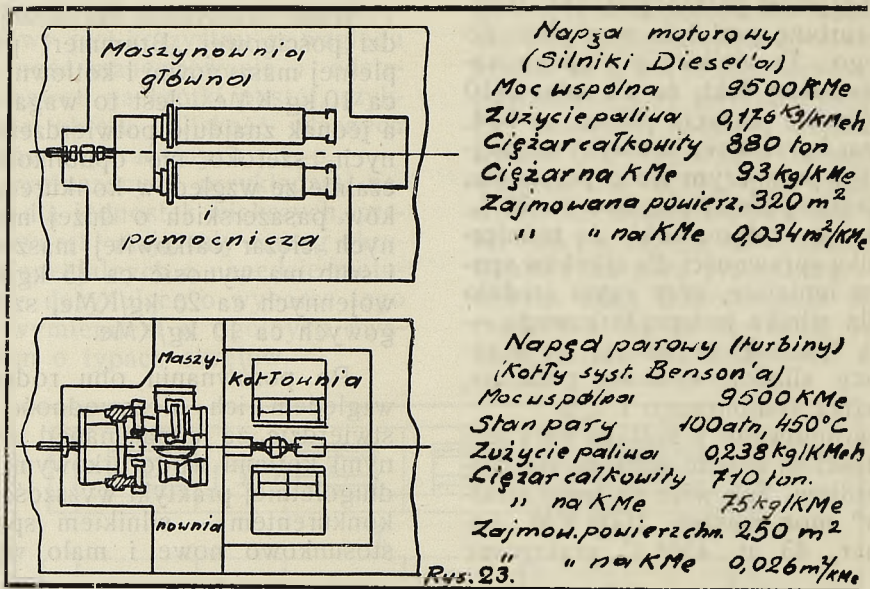 Maszynownia
główna
i
pomocnicza
Napęd motorowy
(Silniki Diesel'a)
Moc wspólna 9500 KMe
Zużycie paliwa 0,176 kg/KMeh
Ciężar całkowity 880 ton
Ciężar na KMe 93 kg/KMe
Zajmowana powierz. 320 m²
" " na KMe 0,034 m²/KMe
Maszy-
nownia
Kotłownia
Napęd parowy (turbiny)
(Kotły syst. Benson'a)
Moc wspólna 9500 KMe
Stan pary 100 atn, 450°C
Zużycie paliwa 0,238 kg/KMeh
Ciężar całkowity 710 ton.
" na KMe 75 kg/KMe
Zajmow. powierzchn. 250 m²
" " na KMe 0,026 m²/KMe
Rys. 23.